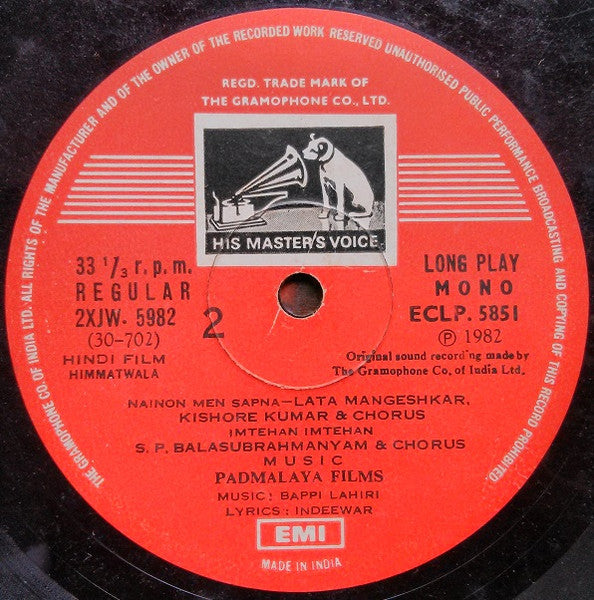 THE GRAMOPHONE CO. OF INDIA LTD. ALL RIGHTS OF THE MANUFACTURER AND OF THE OWNER OF THE RECORDED WORK RESERVED UNAUTHORISED PUBLIC PERFORMANCE BROADCASTING AND COPYING OF THIS RECORD PROHIBITED.
REGD. TRADE MARK OF
THE GRAMOPHONE CO., LTD.
HIS MASTER'S VOICE
33 1/3 r.p.m.
REGULAR
2XJW. 5982
(30-702)
HINDI FILM
HIMMATWALA
2
LONG PLAY
MONO
ECLP. 5851
Ⓟ 1982
Original sound recording made by
The Gramophone Co. of India Ltd.
NAINON MEN SAPNA—LATA MANGESHKAR,
KISHORE KUMAR & CHORUS
IMTEHAN IMTEHAN
S. P. BALASUBRAHMANYAM & CHORUS
MUSIC
PADMALAYA FILMS
MUSIC: BAPPI LAHIRI
LYRICS: INDEEWAR
EMI
MADE IN INDIA